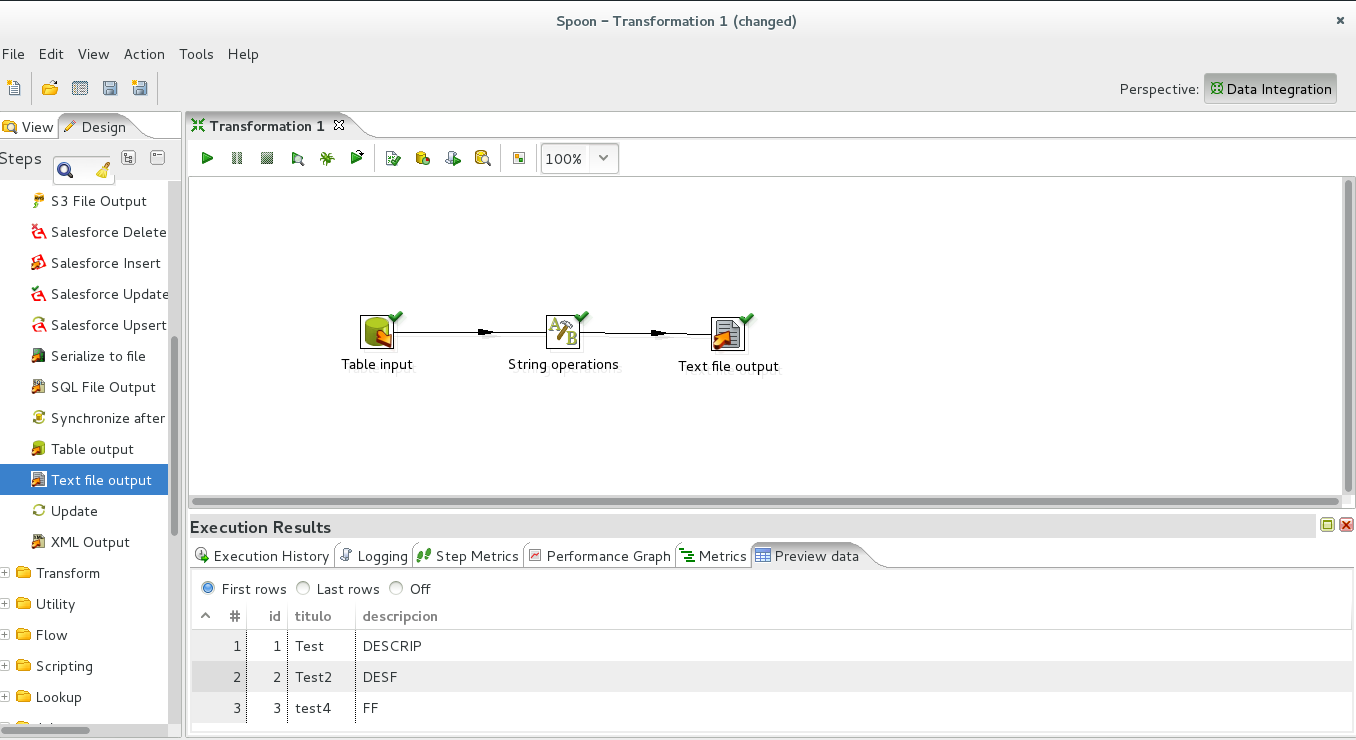 Spoon – Transformation 1 (changed)
File Edit View Action Tools Help
Perspective: Data Integration
View Design
Transformation 1
Steps
100%
S3 File Output
Salesforce Delete
Salesforce Insert
Salesforce Update
Salesforce Upsert
Serialize to file
SQL File Output
Synchronize after
Table output
Text file output
Update
XML Output
Transform
Utility
Flow
Scripting
Lookup
Table input
String operations
Text file output
Execution Results
Execution History Logging Step Metrics Performance Graph Metrics Preview data
First rows Last rows Off
# id titulo descripcion
1 1 Test DESCRIP
2 2 Test2 DESF
3 3 test4 FF